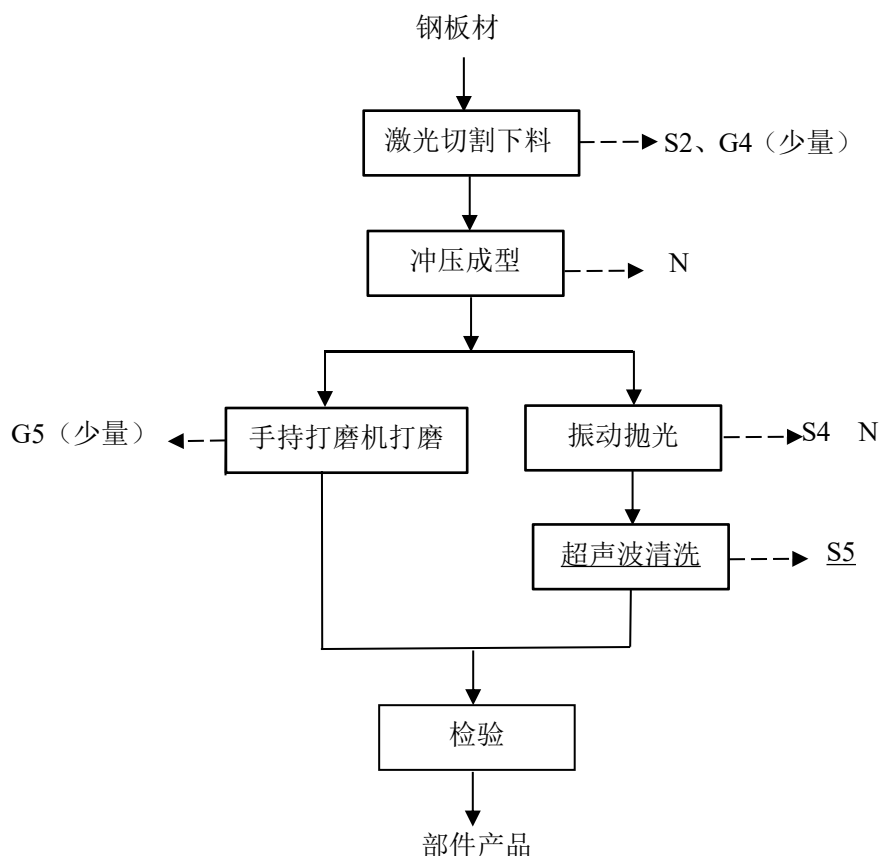 钢板材
激光切割下料
S2、G4（少量）
冲压成型
N
G5（少量）
手持打磨机打磨
振动抛光
S4 N
超声波清洗
S5
检验
部件产品